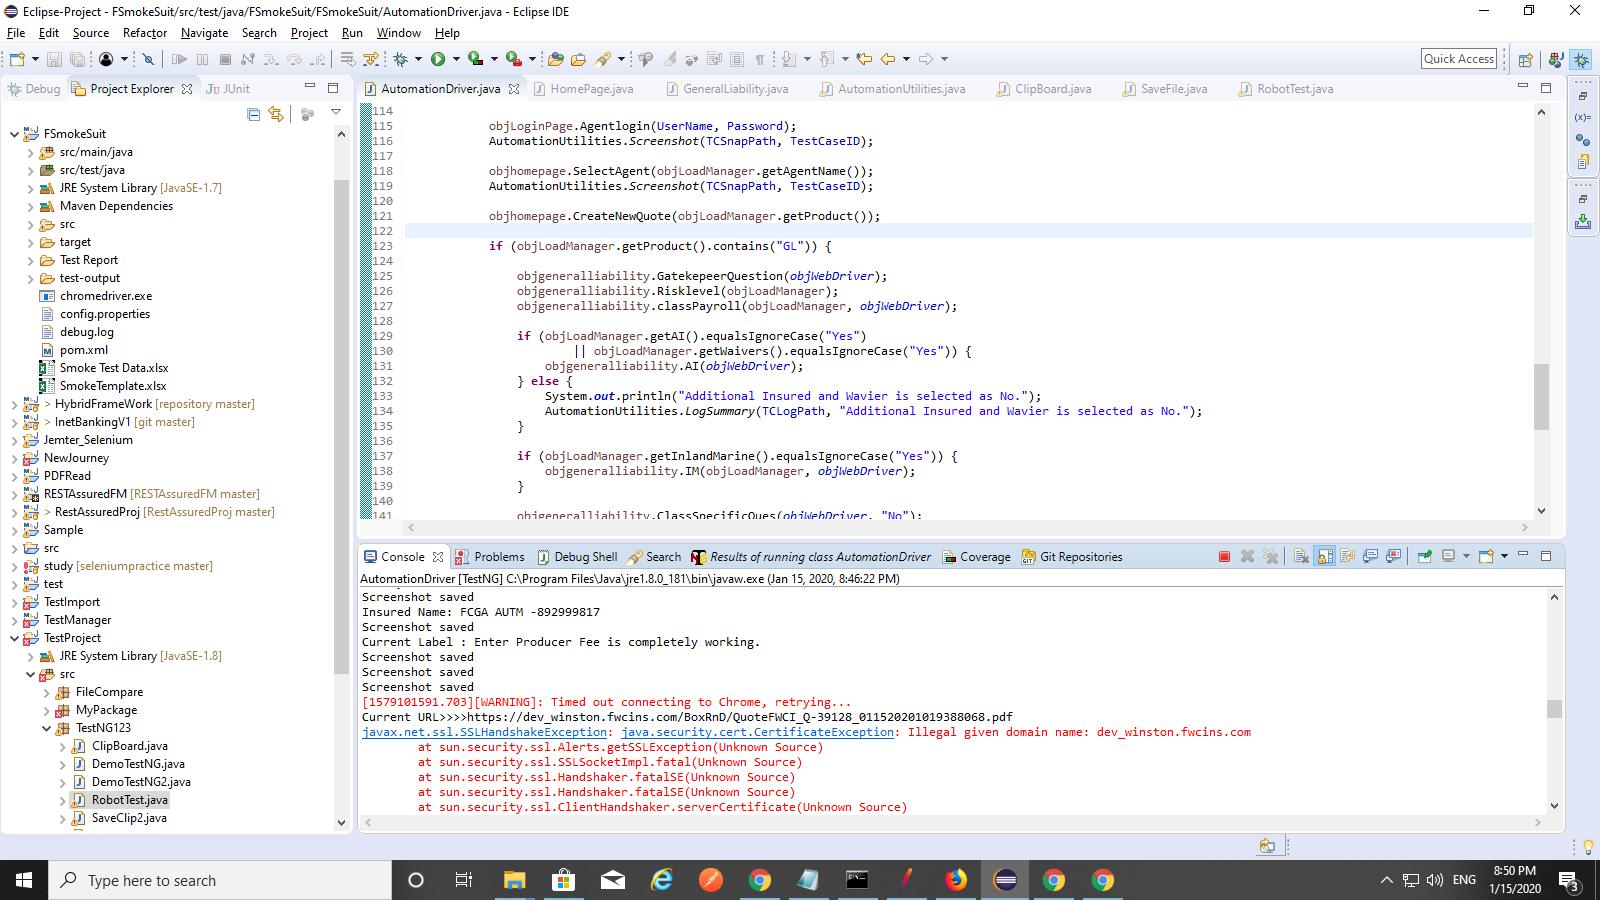 Eclipse-Project - FSmokeSuit/src/test/java/FSmokeSuit/FSmokeSuit/AutomationDriver.java - Eclipse IDE
File Edit Source Refactor Navigate Search Project Run Window Help
Quick Access
Debug Project Explorer JUnit
FSmokeSuit
src/main/java
src/test/java
JRE System Library [JavaSE-1.7]
Maven Dependencies
src
target
Test Report
test-output
chromedriver.exe
config.properties
debug.log
pom.xml
Smoke Test Data.xlsx
SmokeTemplate.xlsx
> HybridFrameWork [repository master]
> InetBankingV1 [git master]
Jemter_Selenium
NewJourney
PDFRead
RESTAssuredFM [RESTAssuredFM master]
> RestAssuredProj [RestAssuredProj master]
Sample
src
study [seleniumpractice master]
test
TestImport
TestManager
TestProject
JRE System Library [JavaSE-1.8]
src
FileCompare
MyPackage
TestNG123
ClipBoard.java
DemoTestNG.java
DemoTestNG2.java
RobotTest.java
SaveClip2.java
AutomationDriver.java HomePage.java GeneralLiability.java AutomationUtilities.java ClipBoard.java SaveFile.java RobotTest.java
114
115 objLoginPage.Agentlogin(UserName, Password);
116 AutomationUtilities.Screenshot(TCSnapPath, TestCaseID);
117
118 objhomepage.SelectAgent(objLoadManager.getAgentName());
119 AutomationUtilities.Screenshot(TCSnapPath, TestCaseID);
120
121 objhomepage.CreateNewQuote(objLoadManager.getProduct());
122
123 if (objLoadManager.getProduct().contains("GL")) {
124
125 objgeneralliability.GatekepeerQuestion(objWebDriver);
126 objgeneralliability.Risklevel(objLoadManager);
127 objgeneralliability.classPayroll(objLoadManager, objWebDriver);
128
129 if (objLoadManager.getAI().equalsIgnoreCase("Yes")
130 || objLoadManager.getWaivers().equalsIgnoreCase("Yes")) {
131 objgeneralliability.AI(objWebDriver);
132 } else {
133 System.out.println("Additional Insured and Wavier is selected as No.");
134 AutomationUtilities.LogSummary(TCLogPath, "Additional Insured and Wavier is selected as No.");
135 }
136
137 if (objLoadManager.getInlandMarine().equalsIgnoreCase("Yes")) {
138 objgeneralliability.IM(objLoadManager, objWebDriver);
139 }
140
141 objgeneralliability.ClassSpecificQues(objWebDriver, "No");
Console Problems Debug Shell Search Results of running class AutomationDriver Coverage Git Repositories
AutomationDriver [TestNG] C:\Program Files\Java\jre1.8.0_181\bin\javaw.exe (Jan 15, 2020, 8:46:22 PM)
Screenshot saved
Insured Name: FCGA AUTM -892999817
Screenshot saved
Current Label : Enter Producer Fee is completely working.
Screenshot saved
Screenshot saved
Screenshot saved
[1579101591.703][WARNING]: Timed out connecting to Chrome, retrying...
Current URL>>>>https://dev_winston.fwcins.com/BoxRnD/QuoteFWCI_Q-39128_011520201019388068.pdf
javax.net.ssl.SSLHandshakeException: java.security.cert.CertificateException: Illegal given domain name: dev_winston.fwcins.com
at sun.security.ssl.Alerts.getSSLException(Unknown Source)
at sun.security.ssl.SSLSocketImpl.fatal(Unknown Source)
at sun.security.ssl.Handshaker.fatalSE(Unknown Source)
at sun.security.ssl.Handshaker.fatalSE(Unknown Source)
at sun.security.ssl.ClientHandshaker.serverCertificate(Unknown Source)
Type here to search
ENG
8:50 PM
1/15/2020
3